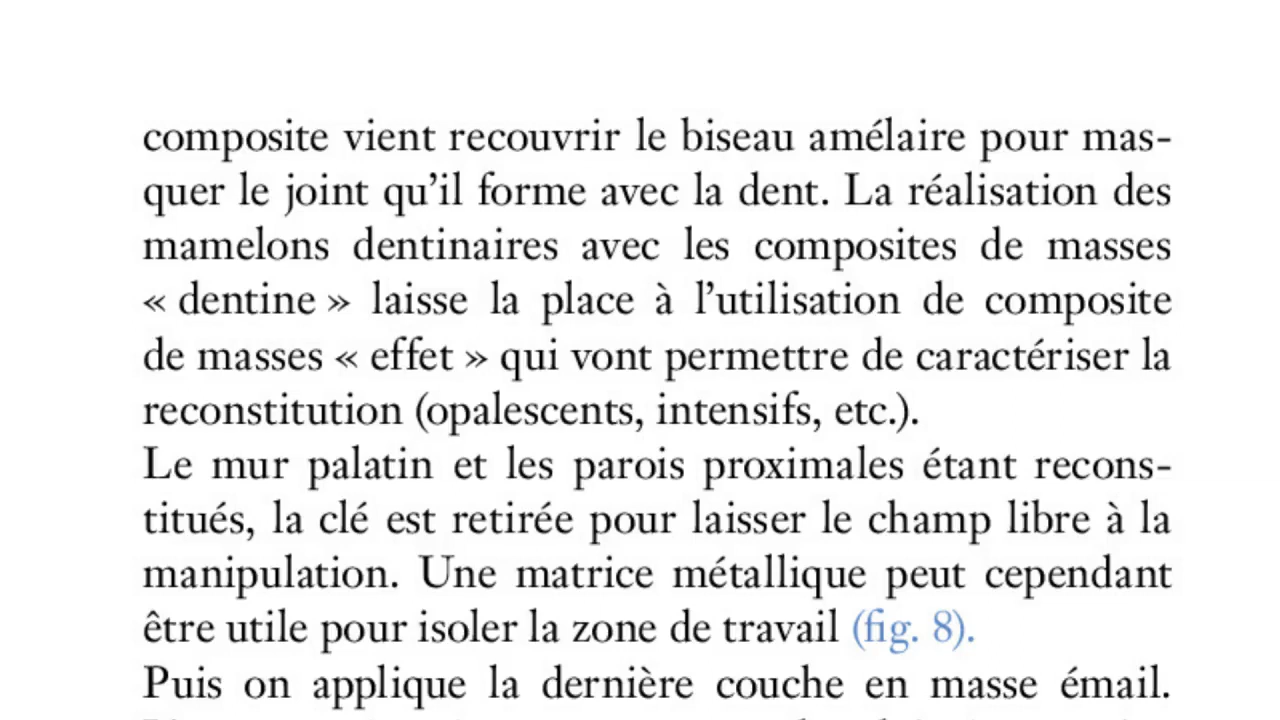 composite vient recouvrir le biseau amélaire pour mas-
quer le joint qu’il forme avec la dent. La réalisation des
mamelons dentinaires avec les composites de masses
« dentine » laisse la place à l’utilisation de composite
de masses « effet » qui vont permettre de caractériser la
reconstitution (opalescents, intensifs, etc.).
Le mur palatin et les parois proximales étant recons-
titués, la clé est retirée pour laisser le champ libre à la
manipulation. Une matrice métallique peut cependant
être utile pour isoler la zone de travail (fig. 8).
Puis on applique la dernière couche en masse émail.